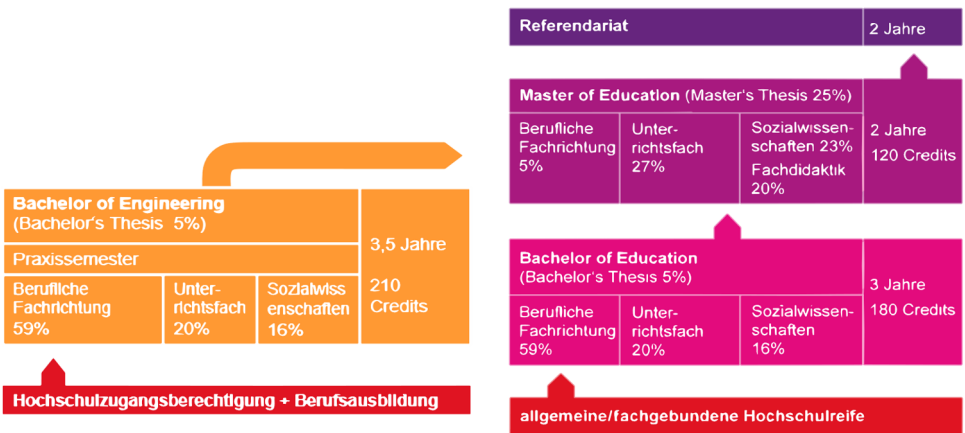 Bachelor of Engineering
(Bachelor's Thesis 5%)
Praxissemester
Berufliche
Fachrichtung
59%
Unter-
richtsfach
20%
Sozialwiss
enschaften
16%
3,5 Jahre
210
Credits
Hochschulzugangsberechtigung + Berufsausbildung
Referendariat
2 Jahre
Master of Education (Master's Thesis 25%)
Berufliche
Fachrichtung
5%
Unter-
richtsfach
27%
Sozialwissen-
schaften 23%
Fachdidaktik
20%
2 Jahre
120 Credits
Bachelor of Education
(Bachelor's Thesis 5%)
Berufliche
Fachrichtung
59%
Unter-
richtsfach
20%
Sozialwissen-
schaften
16%
3 Jahre
180 Credits
allgemeine/fachgebundene Hochschulreife